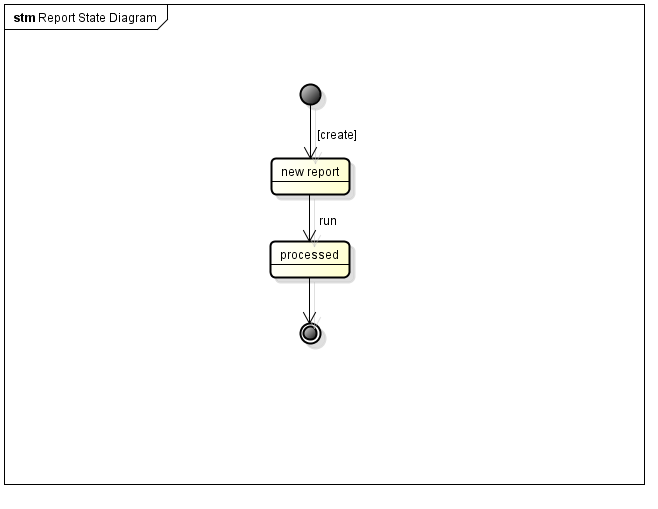 stm Report State Diagram
[create]
new report
run
processed